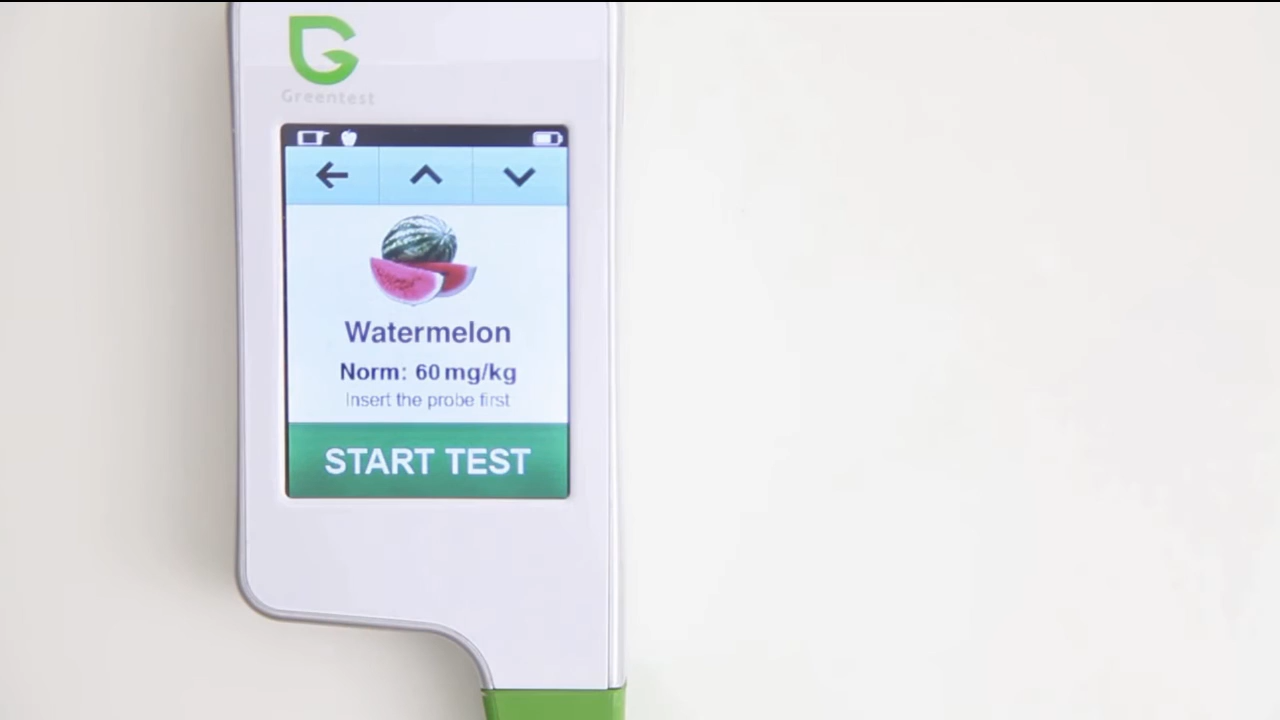 Greentest
Watermelon
Norm: 60 mg/kg
Insert the probe first
START TEST